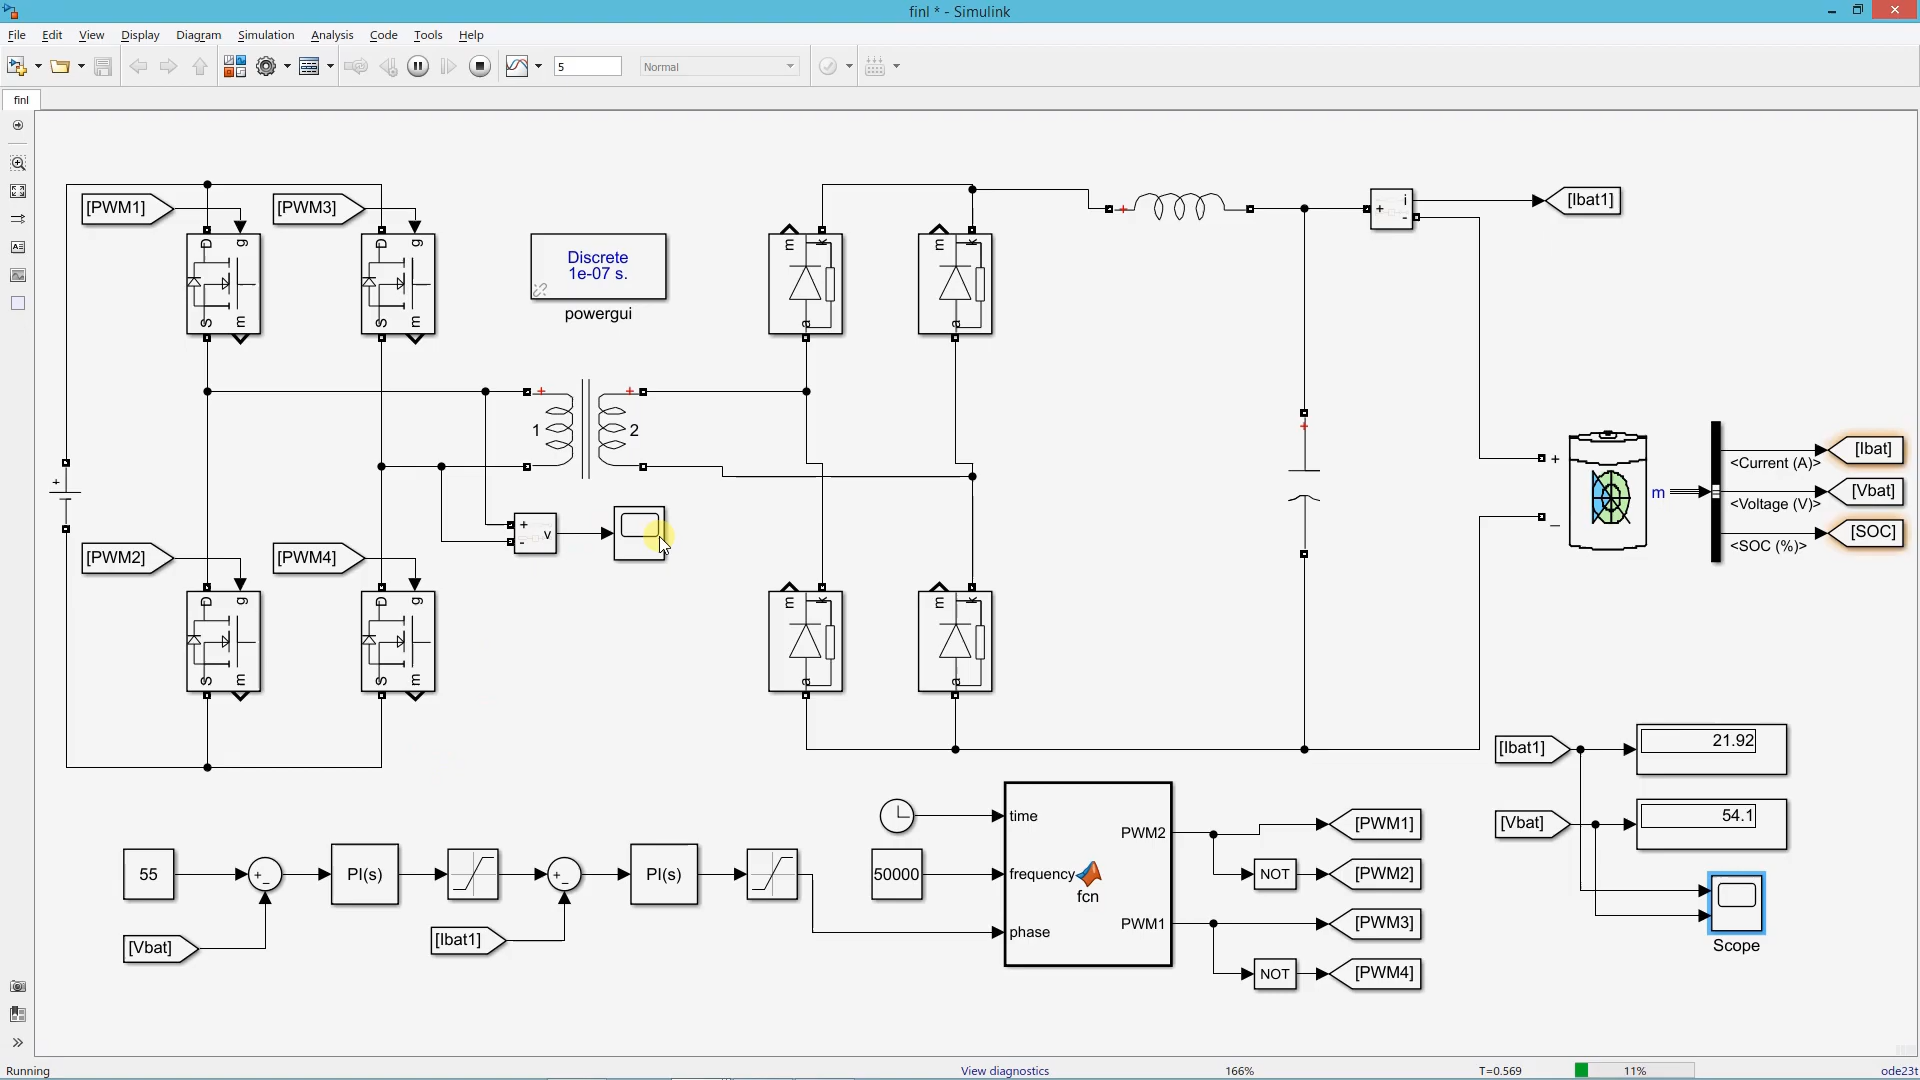 finl * - Simulink
File Edit View Display Diagram Simulation Analysis Code Tools Help
5 Normal
finl
[PWM1] [PWM3] + i - [Ibat1]
D g D g m k m k
Discrete
1e-07 s.
S m S m a a
powergui
+ + +
1 2
+ [Ibat]
<Current (A)>
+ m [Vbat]
<Voltage (V)>
_ [SOC]
<SOC (%)>
+ - v
[PWM2] [PWM4]
D g D g m k m k
S m S m a a
[Ibat1] 21.92
[Vbat] 54.1
time
PWM2 [PWM1]
55 + _ PI(s) + _ PI(s) 50000 frequency NOT [PWM2]
fcn
PWM1 [PWM3]
phase
[Vbat] [Ibat1] NOT [PWM4]
Scope
Running View diagnostics 166% T=0.569 11% ode23t